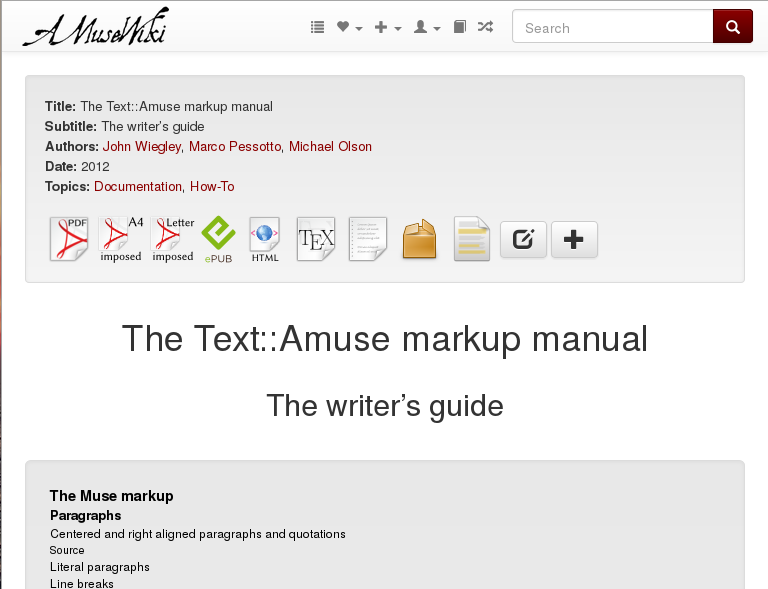 AMuseWiki
Search
Title: The Text::Amuse markup manual
Subtitle: The writer’s guide
Authors: John Wiegley, Marco Pessotto, Michael Olson
Date: 2012
Topics: Documentation, How-To
PDF A4 Letter
TEX
imposed imposed ePUB HTML
The Text::Amuse markup manual
The writer’s guide
The Muse markup
Paragraphs
Centered and right aligned paragraphs and quotations
Source
Literal paragraphs
Line breaks